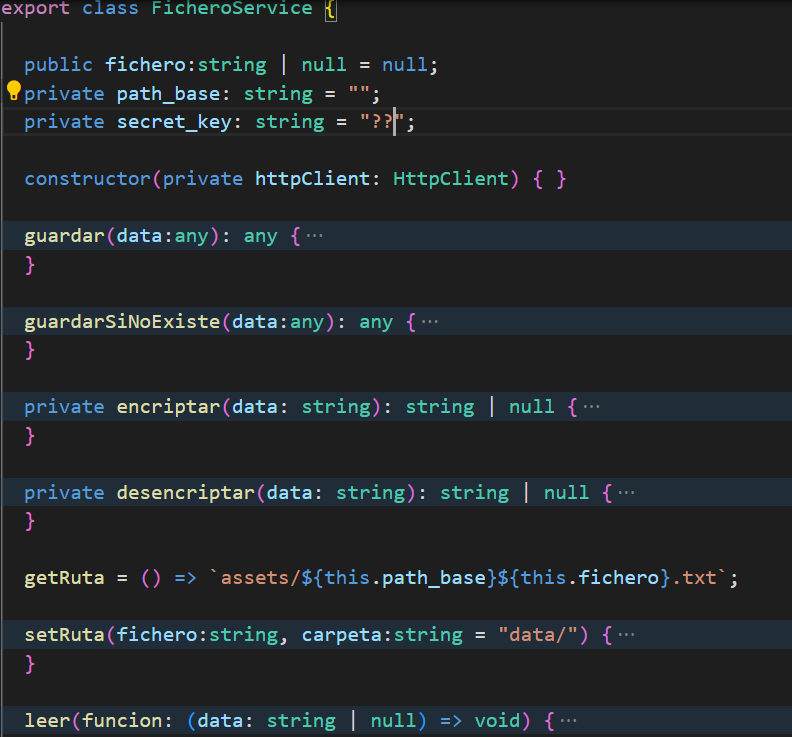 export class FicheroService {
public fichero:string | null = null;
private path_base: string = "";
private secret_key: string = "??";
constructor(private httpClient: HttpClient) { }
guardar(data:any): any { ···
}
guardarSiNoExiste(data:any): any { ···
}
private encriptar(data: string): string | null { ···
}
private desencriptar(data: string): string | null { ···
}
getRuta = () => `assets/${this.path_base}${this.fichero}.txt`;
setRuta(fichero:string, carpeta:string = "data/") { ···
}
leer(funcion: (data: string | null) => void) { ···